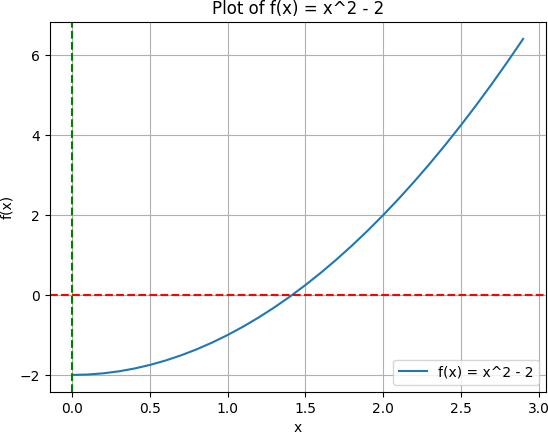 Plot of f(x) = x^2 - 2
f(x)
6
4
2
0
−2
0.0 0.5 1.0 1.5 2.0 2.5 3.0
x
f(x) = x^2 - 2